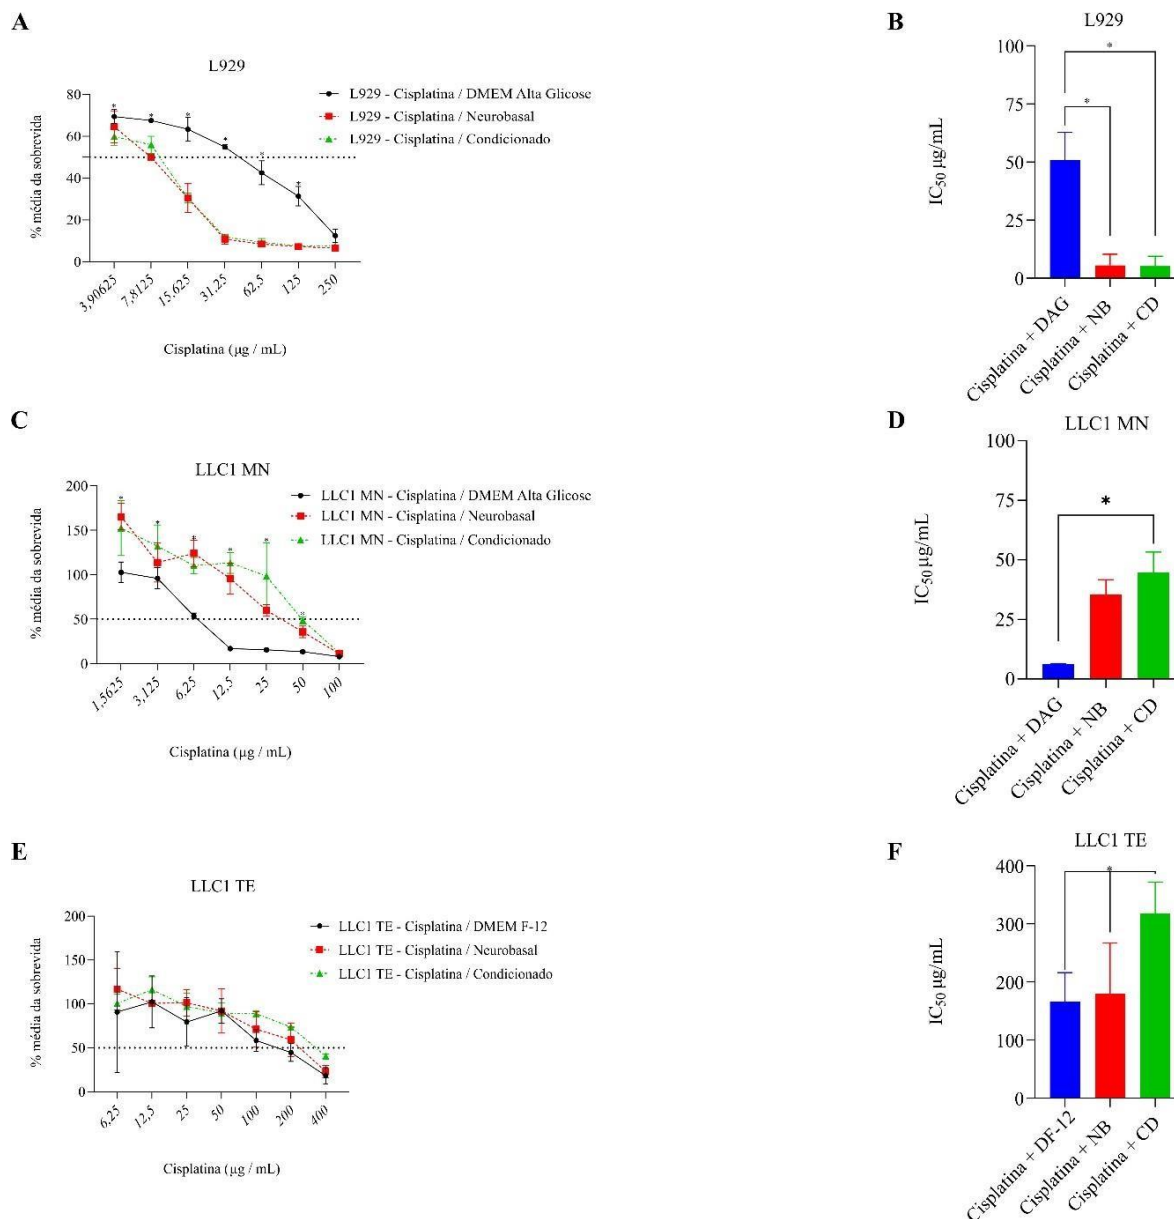 A
L929
L929 - Cisplatina / DMEM Alta Glicose
L929 - Cisplatina / Neurobasal
L929 - Cisplatina / Condicionado
% média da sobrevida
80
60
40
20
0
* * * * * *
3,90625 7,8125 15,625 31,25 62,5 125 250
Cisplatina (µg / mL)
B
L929
IC50 µg/mL
100
75
50
25
0
*
*
Cisplatina + DAG
Cisplatina + NB
Cisplatina + CD
C
LLC1 MN
LLC1 MN - Cisplatina / DMEM Alta Glicose
LLC1 MN - Cisplatina / Neurobasal
LLC1 MN - Cisplatina / Condicionado
% média da sobrevida
200
150
100
50
0
* * * * * *
1,5625 3,125 6,25 12,5 25 50 100
Cisplatina (µg / mL)
D
LLC1 MN
IC50 µg/mL
100
75
50
25
0
*
Cisplatina + DAG
Cisplatina + NB
Cisplatina + CD
E
LLC1 TE
LLC1 TE - Cisplatina / DMEM F-12
LLC1 TE - Cisplatina / Neurobasal
LLC1 TE - Cisplatina / Condicionado
% média da sobrevida
200
150
100
50
0
6,25 12,5 25 50 100 200 400
Cisplatina (µg / mL)
F
LLC1 TE
IC50 µg/mL
400
300
200
100
0
*
Cisplatina + DF-12
Cisplatina + NB
Cisplatina + CD